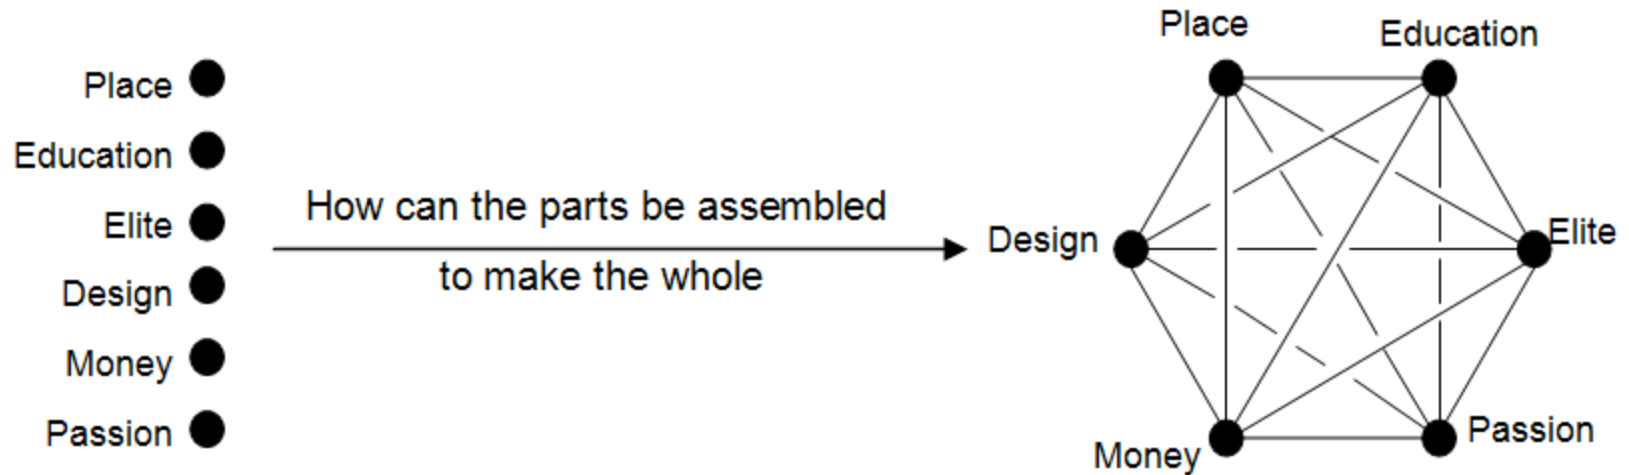 Place
Education
Elite
Design
Money
Passion
How can the parts be assembled
to make the whole
Place
Education
Design
Elite
Money
Passion